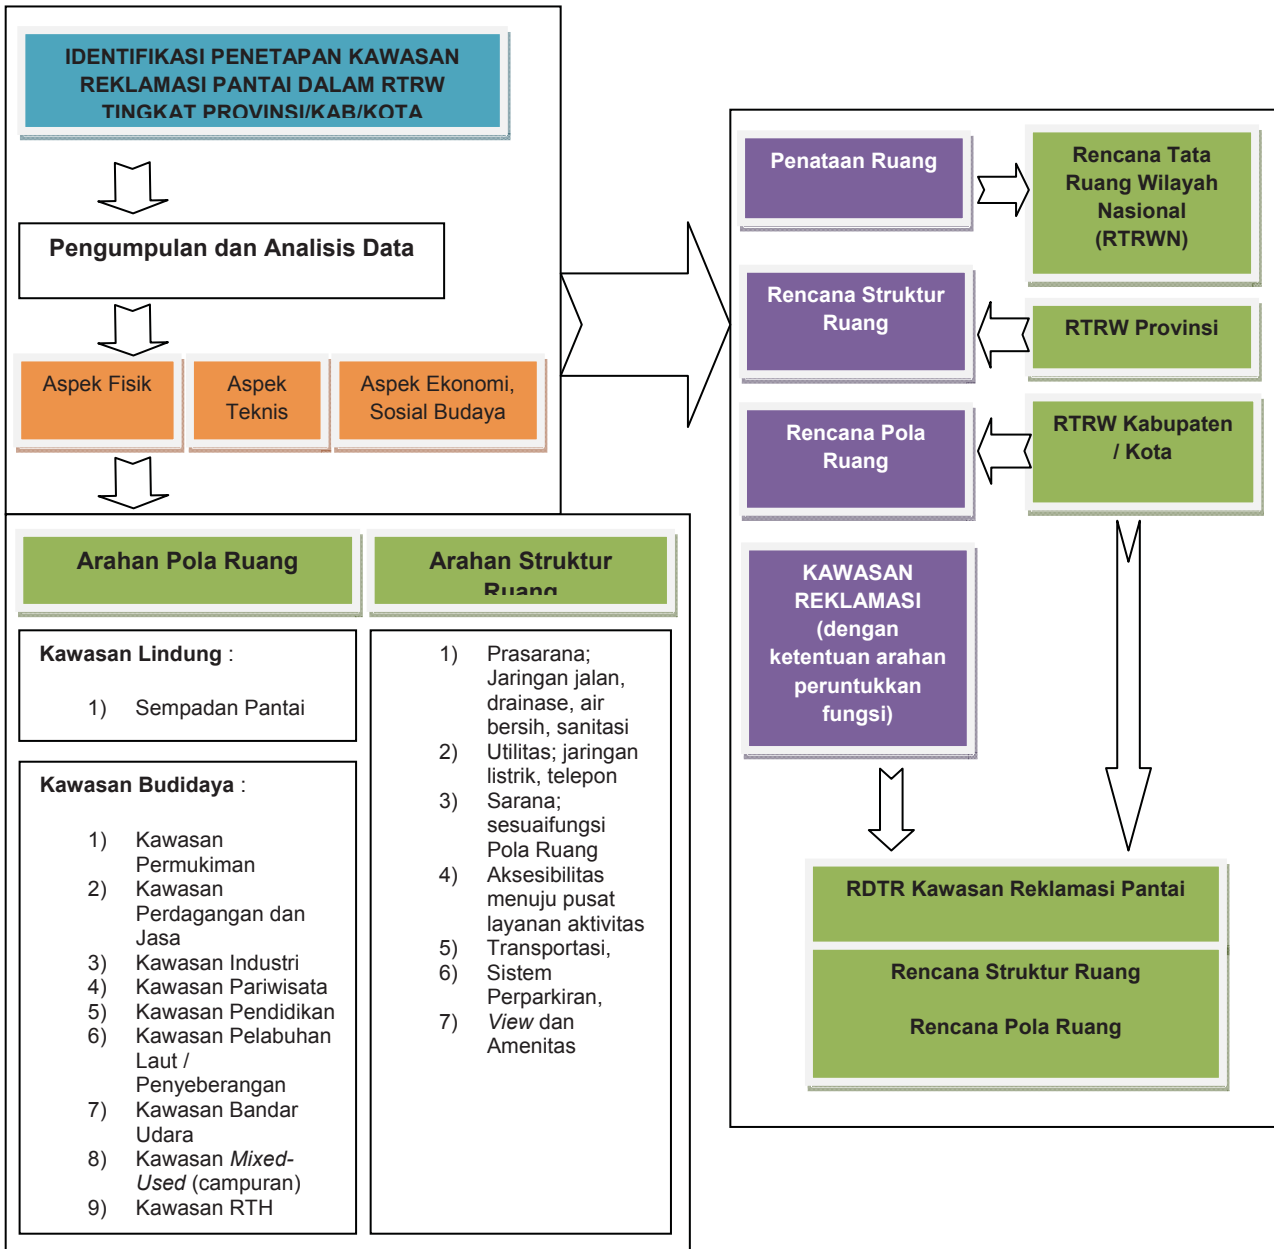 IDENTIFIKASI PENETAPAN KAWASAN
REKLAMASI PANTAI DALAM RTRW
TINGKAT PROVINSI/KAB/KOTA
Pengumpulan dan Analisis Data
Aspek Fisik
Aspek
Teknis
Aspek Ekonomi,
Sosial Budaya
Arahan Pola Ruang
Kawasan Lindung :
1) Sempadan Pantai
Kawasan Budidaya :
1) Kawasan
Permukiman
2) Kawasan
Perdagangan dan
Jasa
3) Kawasan Industri
4) Kawasan Pariwisata
5) Kawasan Pendidikan
6) Kawasan Pelabuhan
Laut /
Penyeberangan
7) Kawasan Bandar
Udara
8) Kawasan Mixed-
Used (campuran)
9) Kawasan RTH
Arahan Struktur
Ruang
1) Prasarana;
Jaringan jalan,
drainase, air
bersih, sanitasi
2) Utilitas; jaringan
listrik, telepon
3) Sarana;
sesuaifungsi
Pola Ruang
4) Aksesibilitas
menuju pusat
layanan aktivitas
5) Transportasi,
6) Sistem
Perparkiran,
7) View dan
Amenitas
Penataan Ruang
Rencana Tata
Ruang Wilayah
Nasional
(RTRWN)
Rencana Struktur
Ruang
RTRW Provinsi
Rencana Pola
Ruang
RTRW Kabupaten
/ Kota
KAWASAN
REKLAMASI
(dengan
ketentuan arahan
peruntukkan
fungsi)
RDTR Kawasan Reklamasi Pantai
Rencana Struktur Ruang
Rencana Pola Ruang